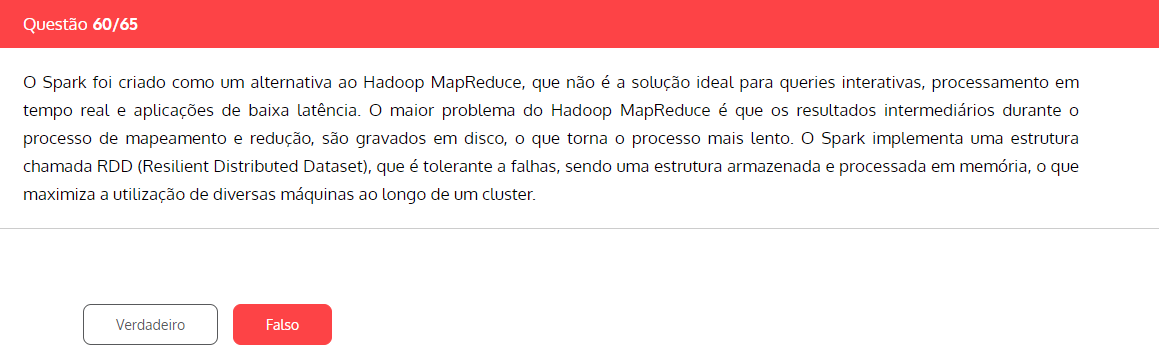 Questão 60/65
O Spark foi criado como um alternativa ao Hadoop MapReduce, que não é a solução ideal para queries interativas, processamento em
tempo real e aplicações de baixa latência. O maior problema do Hadoop MapReduce é que os resultados intermediários durante o
processo de mapeamento e redução, são gravados em disco, o que torna o processo mais lento. O Spark implementa uma estrutura
chamada RDD (Resilient Distributed Dataset), que é tolerante a falhas, sendo uma estrutura armazenada e processada em memória, o que
maximiza a utilização de diversas máquinas ao longo de um cluster.
Verdadeiro Falso